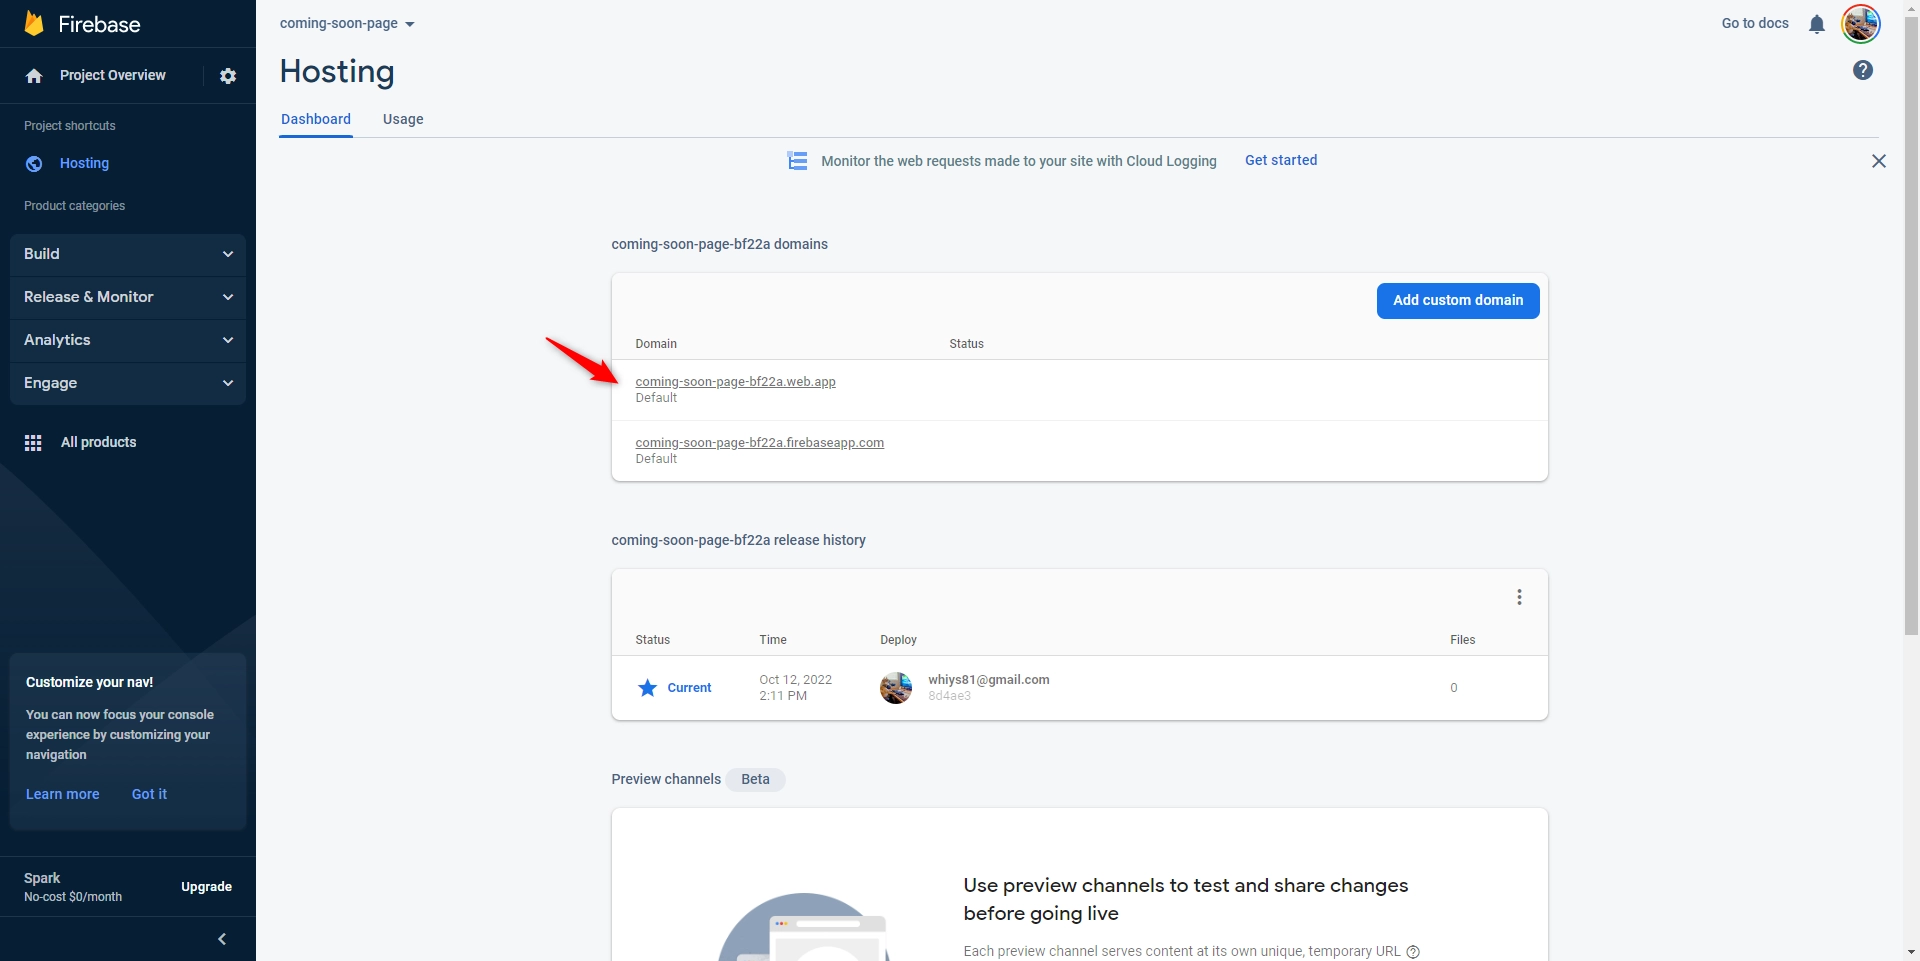 Firebase
Project Overview
Project shortcuts
Hosting
Product categories
Build
Release & Monitor
Analytics
Engage
All products
Customize your nav!
You can now focus your console
experience by customizing your
navigation
Learn more
Got it
Spark
No-cost $0/month
Upgrade
coming-soon-page
Go to docs
Hosting
Dashboard
Usage
Monitor the web requests made to your site with Cloud Logging
Get started
coming-soon-page-bf22a domains
Add custom domain
Domain
Status
coming-soon-page-bf22a.web.app
Default
coming-soon-page-bf22a.firebaseapp.com
Default
coming-soon-page-bf22a release history
Status
Time
Deploy
Files
Current
Oct 12, 2022
2:11 PM
whiys81@gmail.com
8d4ae3
0
Preview channels
Beta
Use preview channels to test and share changes
before going live
Each preview channel serves content at its own unique, temporary URL